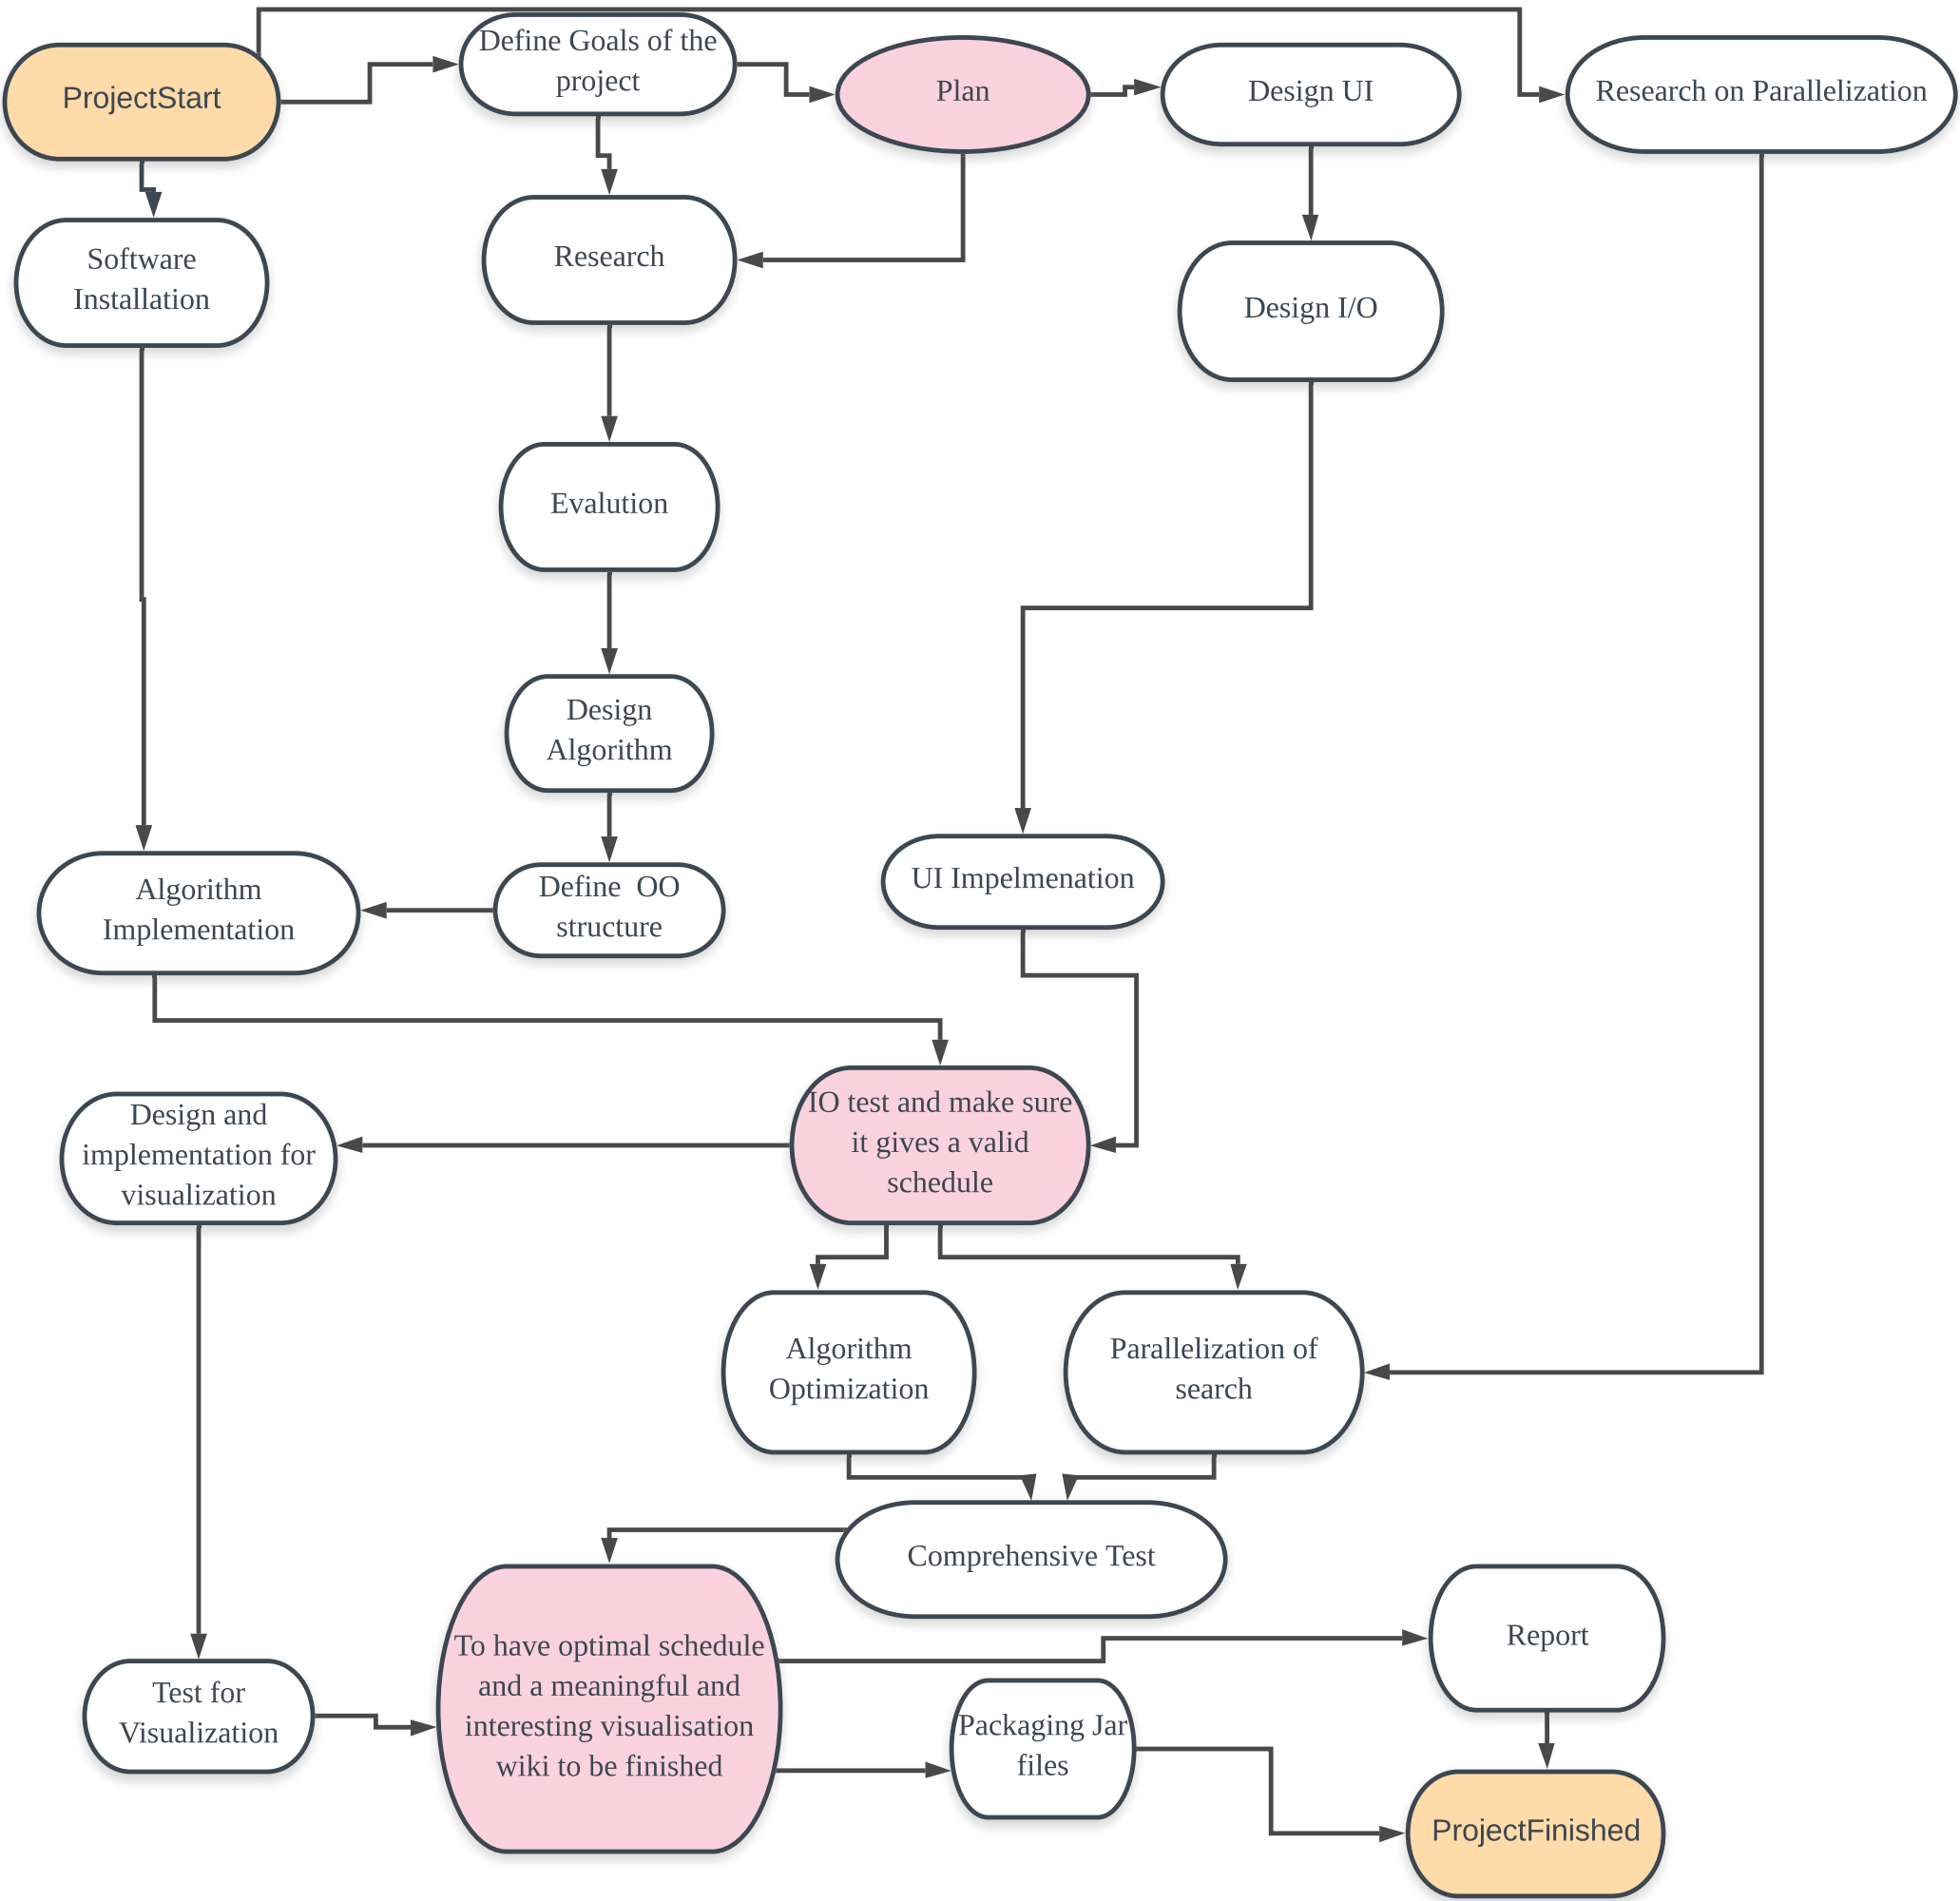 Define Goals of the
project
ProjectStart
Plan
Design UI
Research on Parallelization
Software
Installation
Research
Design I/O
Evalution
Design
Algorithm
Algorithm
Implementation
Define  OO
structure
UI Impelmenation
Design and
implementation for
visualization
IO test and make sure
it gives a valid
schedule
Algorithm
Optimization
Parallelization of
search
Comprehensive Test
Test for
Visualization
To have optimal schedule
and a meaningful and
interesting visualisation
wiki to be finished
Packaging Jar
files
Report
ProjectFinished